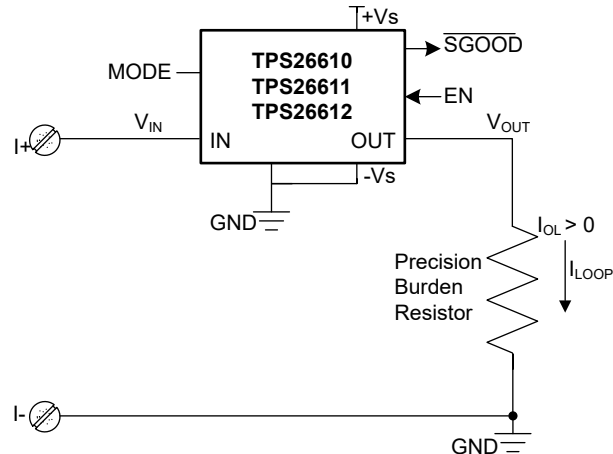 +Vs
SGOOD
MODE
TPS26610
TPS26611
TPS26612
EN
I+
VIN
IN
OUT
VOUT
-Vs
GND
IOL > 0
ILOOP
Precision
Burden
Resistor
I-
GND